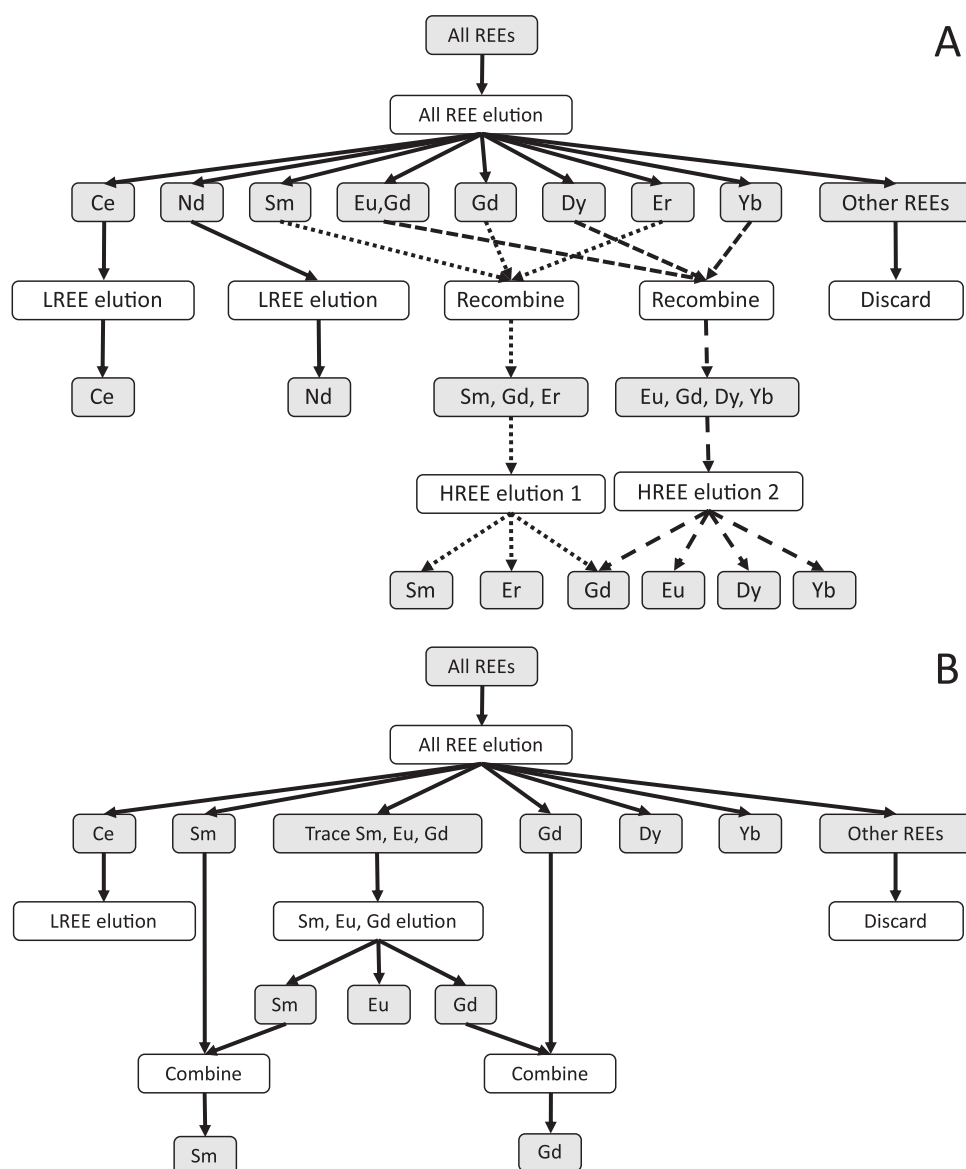 All REEs
A
All REE elution
Ce Nd Sm Eu,Gd Gd Dy Er Yb Other REEs
LREE elution LREE elution Recombine Recombine Discard
Ce Nd Sm, Gd, Er Eu, Gd, Dy, Yb
HREE elution 1 HREE elution 2
Sm Er Gd Eu Dy Yb
All REEs
B
All REE elution
Ce Sm Trace Sm, Eu, Gd Gd Dy Yb Other REEs
LREE elution Sm, Eu, Gd elution Discard
Sm Eu Gd
Combine Combine
Sm Gd